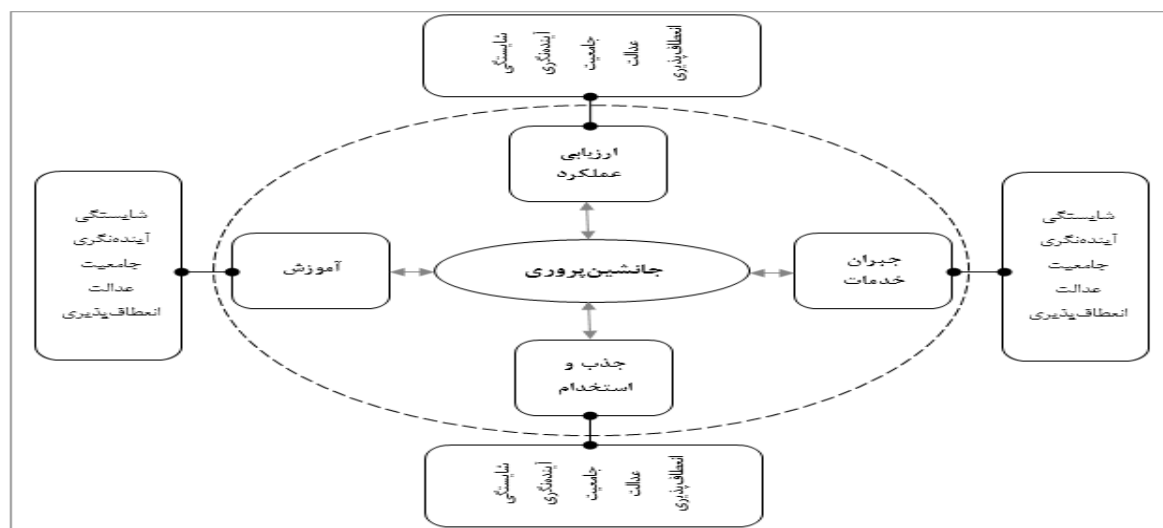 شایستگی
آینده‌نگری
جامعیت
عدالت
انعطاف‌پذیری
ارزیابی
عملکرد
شایستگی
آینده‌نگری
جامعیت
عدالت
انعطاف‌پذیری
جبران
خدمات
جانشین‌پروری
آموزش
شایستگی
آینده‌نگری
جامعیت
عدالت
انعطاف‌پذیری
جذب و
استخدام
شایستگی
آینده‌نگری
جامعیت
عدالت
انعطاف‌پذیری